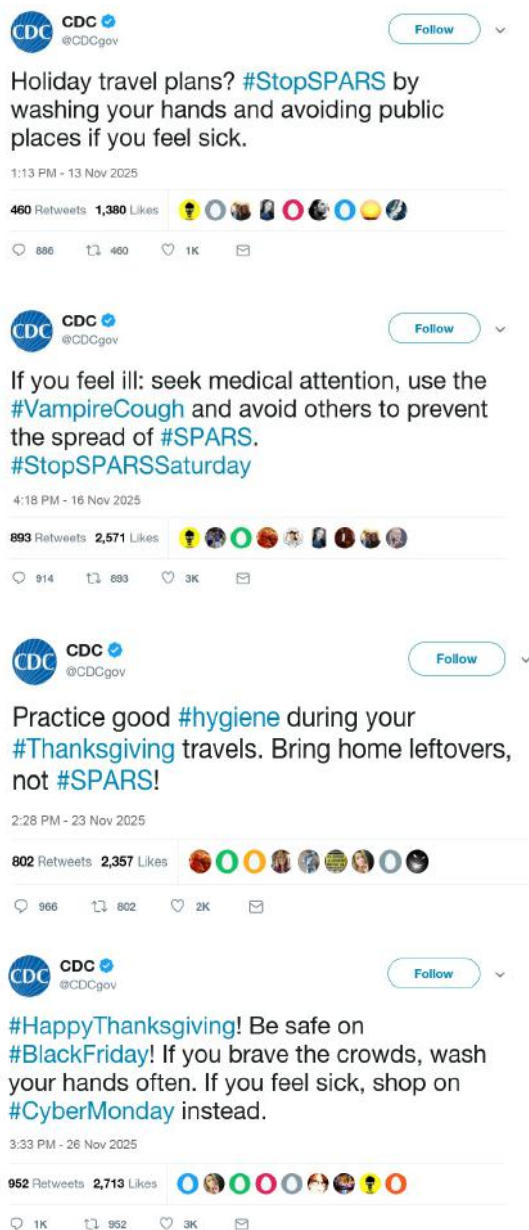 CDC
CDC
@CDCgov
Follow
Holiday travel plans? #StopSPARS by
washing your hands and avoiding public
places if you feel sick.
1:13 PM - 13 Nov 2025
460 Retweets 1,380 Likes
886 460 1K
CDC
CDC
@CDCgov
Follow
If you feel ill: seek medical attention, use the
#VampireCough and avoid others to prevent
the spread of #SPARS.
#StopSPARSSaturday
4:18 PM - 16 Nov 2025
893 Retweets 2,571 Likes
914 893 3K
CDC
CDC
@CDCgov
Follow
Practice good #hygiene during your
#Thanksgiving travels. Bring home leftovers,
not #SPARS!
2:28 PM - 23 Nov 2025
802 Retweets 2,357 Likes
966 802 2K
CDC
CDC
@CDCgov
Follow
#HappyThanksgiving! Be safe on
#BlackFriday! If you brave the crowds, wash
your hands often. If you feel sick, shop on
#CyberMonday instead.
3:33 PM - 26 Nov 2025
952 Retweets 2,713 Likes
1K 952 3K